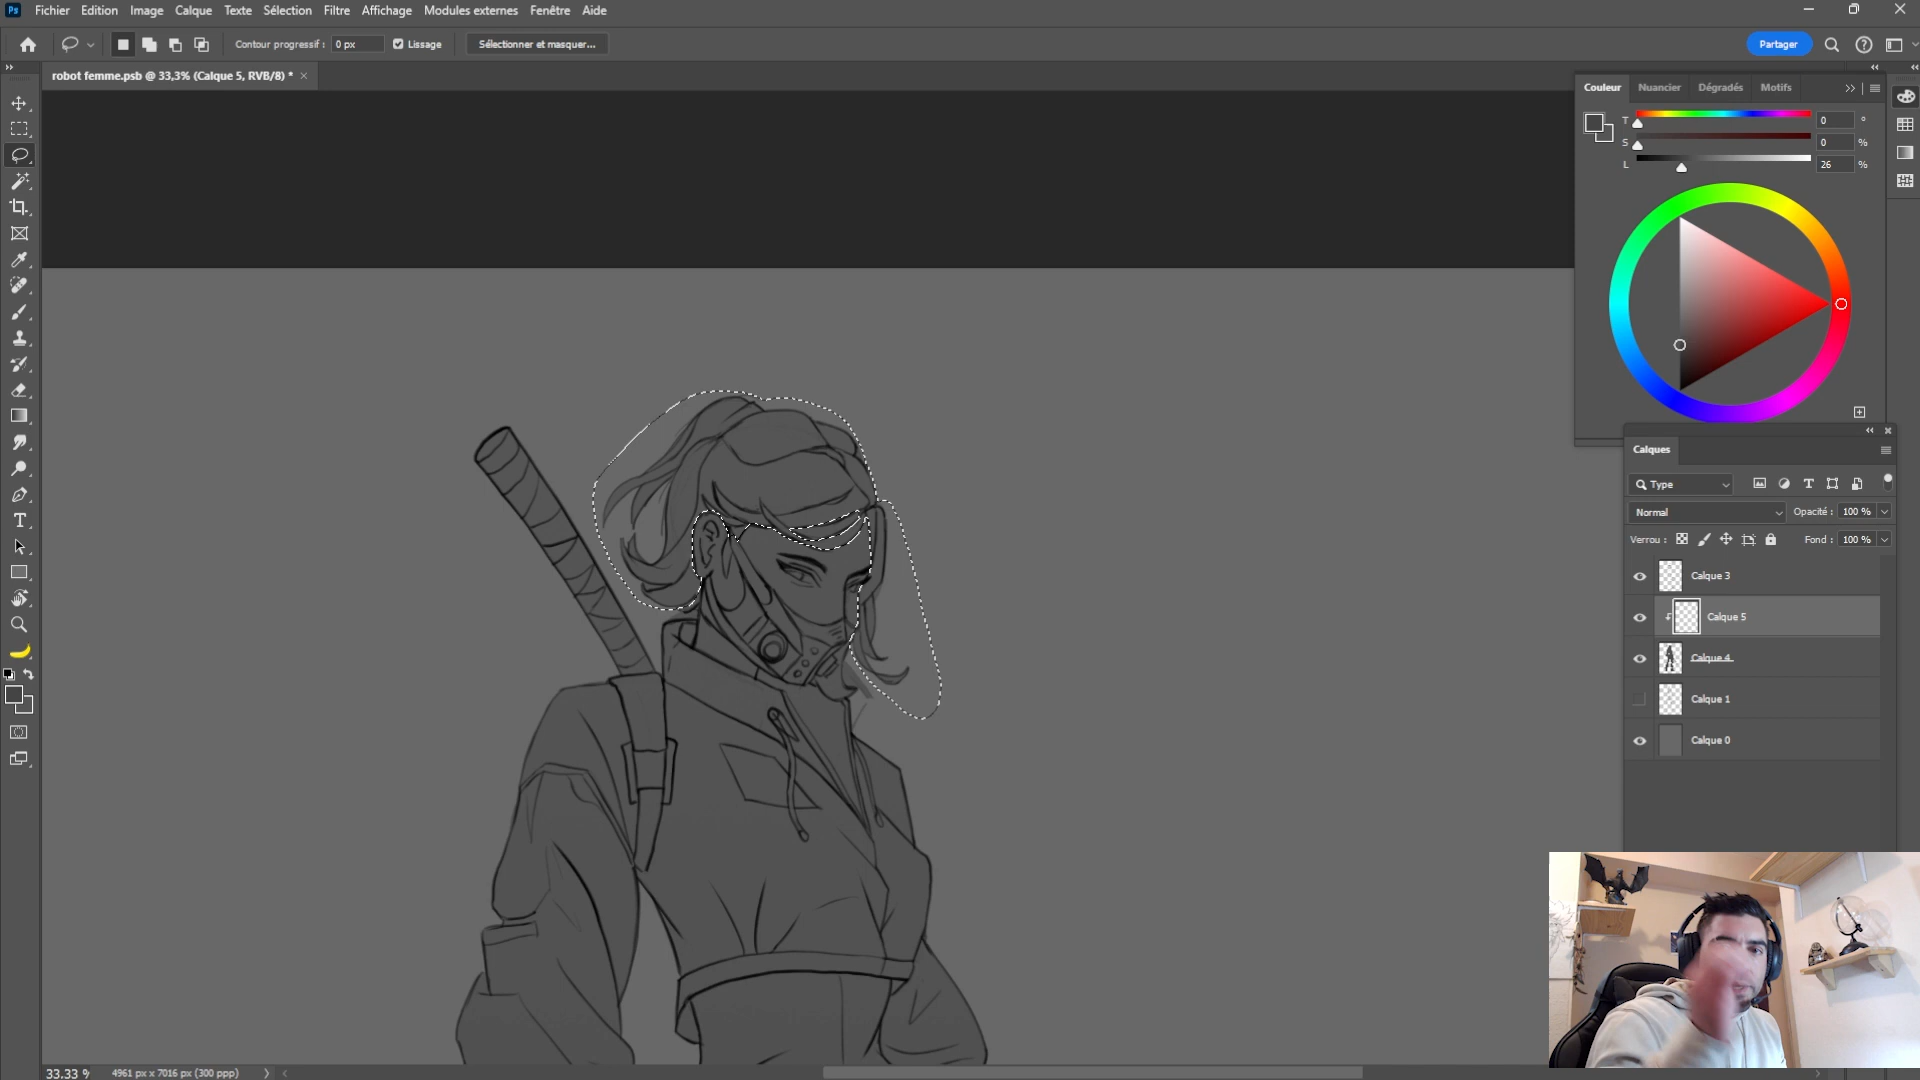 Ps Fichier Edition Image Calque Texte Sélection Filtre Affichage Modules externes Fenêtre Aide
Contour progressif : 0 px Lissage Sélectionner et masquer... Partager
robot femme.psb @ 33,3% (Calque 5, RVB/8) * ×
Couleur Nuancier Dégradés Motifs
T 0 °
S 0 %
L 26 %
Calques
Type
Normal Opacité : 100 %
Verrou : Fond : 100 %
Calque 3
Calque 5
Calque 4
Calque 1
Calque 0
33.33 % 4961 px x 7016 px (300 ppp)